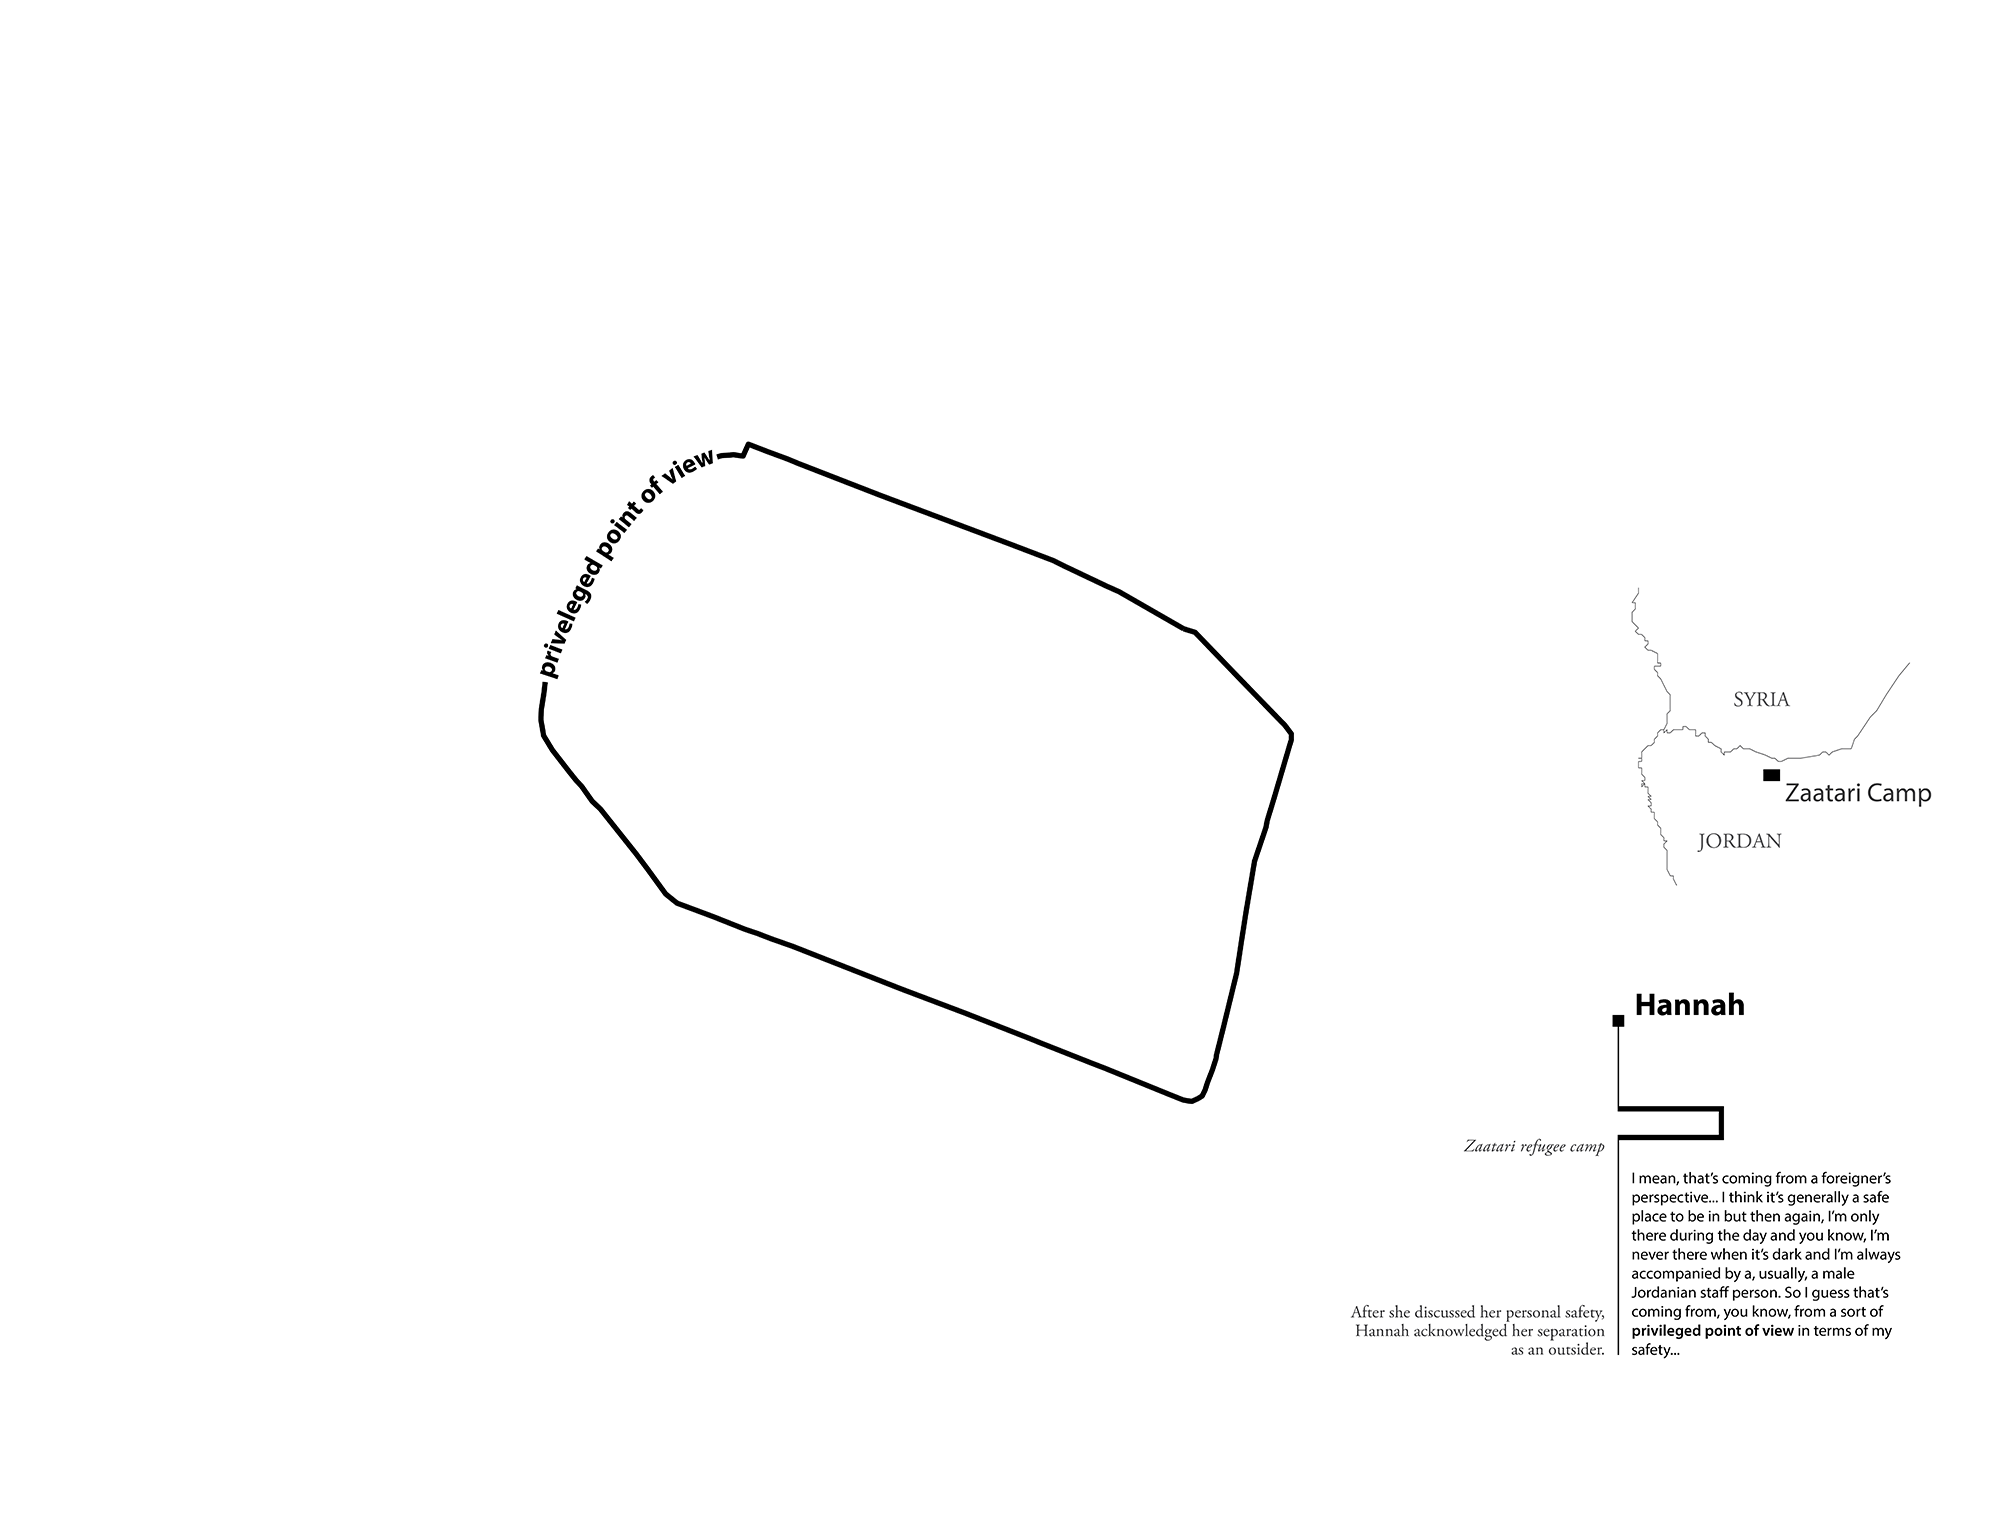 priveleged point of view
SYRIA
Zaatari Camp
JORDAN
Hannah
Zaatari refugee camp
I mean, that's coming from a foreigner's
perspective... I think it's generally a safe
place to be in but then again, I'm only
there during the day and you know, I'm
never there when it's dark and I'm always
accompanied by a, usually, a male
Jordanian staff person. So I guess that's
coming from, you know, from a sort of
privileged point of view in terms of my
safety...
After she discussed her personal safety,
Hannah acknowledged her separation
as an outsider.